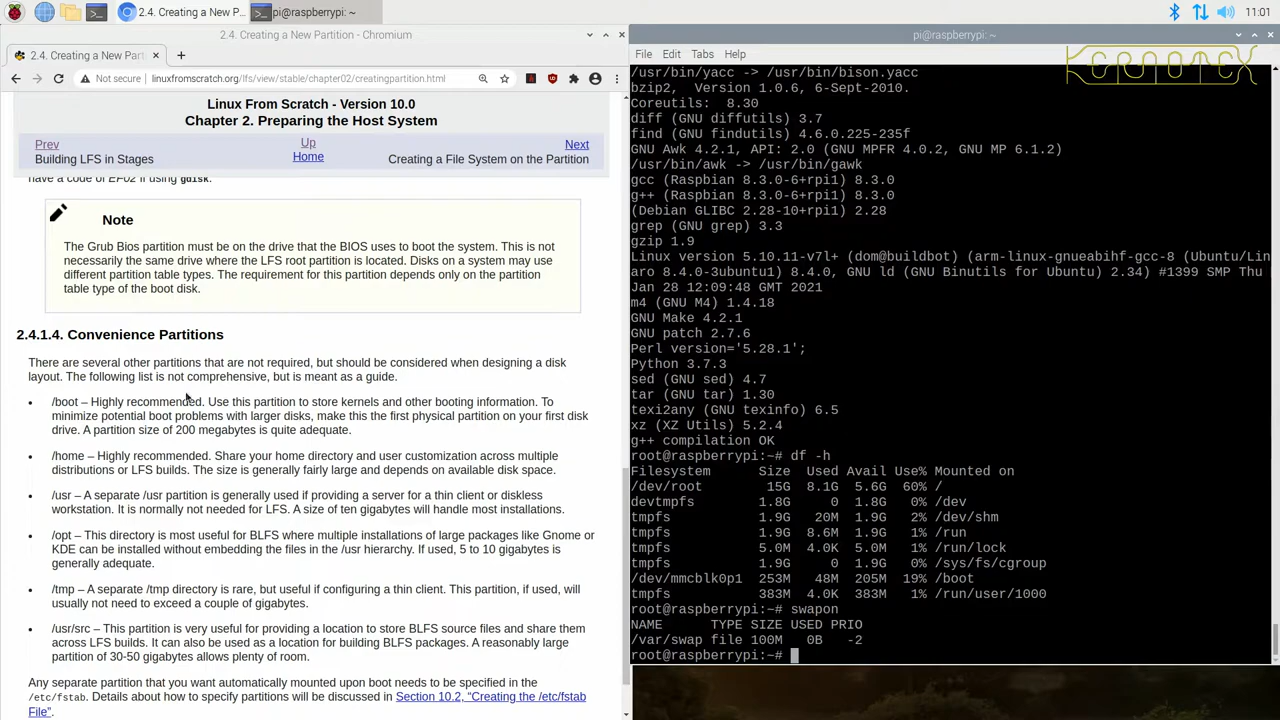 2.4. Creating a New P...
pi@raspberrypi: ~
11:01
2.4. Creating a New Partition - Chromium
2.4. Creating a New Part
Not secure
linuxfromscratch.org/lfs/view/stable/chapter02/creatingpartition.html
Linux From Scratch - Version 10.0
Chapter 2. Preparing the Host System
Prev
Up
Next
Building LFS in Stages
Home
Creating a File System on the Partition
have a code of EF02 if using gdisk.
Note
The Grub Bios partition must be on the drive that the BIOS uses to boot the system. This is not
necessarily the same drive where the LFS root partition is located. Disks on a system may use
different partition table types. The requirement for this partition depends only on the partition
table type of the boot disk.
2.4.1.4. Convenience Partitions
There are several other partitions that are not required, but should be considered when designing a disk
layout. The following list is not comprehensive, but is meant as a guide.
• /boot – Highly recommended. Use this partition to store kernels and other booting information. To
minimize potential boot problems with larger disks, make this the first physical partition on your first disk
drive. A partition size of 200 megabytes is quite adequate.
• /home – Highly recommended. Share your home directory and user customization across multiple
distributions or LFS builds. The size is generally fairly large and depends on available disk space.
• /usr – A separate /usr partition is generally used if providing a server for a thin client or diskless
workstation. It is normally not needed for LFS. A size of ten gigabytes will handle most installations.
• /opt – This directory is most useful for BLFS where multiple installations of large packages like Gnome or
KDE can be installed without embedding the files in the /usr hierarchy. If used, 5 to 10 gigabytes is
generally adequate.
• /tmp – A separate /tmp directory is rare, but useful if configuring a thin client. This partition, if used, will
usually not need to exceed a couple of gigabytes.
• /usr/src – This partition is very useful for providing a location to store BLFS source files and share them
across LFS builds. It can also be used as a location for building BLFS packages. A reasonably large
partition of 30-50 gigabytes allows plenty of room.
Any separate partition that you want automatically mounted upon boot needs to be specified in the
/etc/fstab. Details about how to specify partitions will be discussed in Section 10.2, “Creating the /etc/fstab
File”.
pi@raspberrypi: ~
File Edit Tabs Help
/usr/bin/yacc -> /usr/bin/bison.yacc
bzip2,  Version 1.0.6, 6-Sept-2010.
Coreutils:  8.30
diff (GNU diffutils) 3.7
find (GNU findutils) 4.6.0.225-235f
GNU Awk 4.2.1, API: 2.0 (GNU MPFR 4.0.2, GNU MP 6.1.2)
/usr/bin/awk -> /usr/bin/gawk
gcc (Raspbian 8.3.0-6+rpi1) 8.3.0
g++ (Raspbian 8.3.0-6+rpi1) 8.3.0
(Debian GLIBC 2.28-10+rpi1) 2.28
grep (GNU grep) 3.3
gzip 1.9
Linux version 5.10.11-v7l+ (dom@buildbot) (arm-linux-gnueabihf-gcc-8 (Ubuntu/Lin
aro 8.4.0-3ubuntu1) 8.4.0, GNU ld (GNU Binutils for Ubuntu) 2.34) #1399 SMP Thu
Jan 28 12:09:48 GMT 2021
m4 (GNU M4) 1.4.18
GNU Make 4.2.1
GNU patch 2.7.6
Perl version='5.28.1';
Python 3.7.3
sed (GNU sed) 4.7
tar (GNU tar) 1.30
texi2any (GNU texinfo) 6.5
xz (XZ Utils) 5.2.4
g++ compilation OK
root@raspberrypi:~# df -h
Filesystem      Size  Used Avail Use% Mounted on
/dev/root        15G  8.1G  5.6G  60% /
devtmpfs        1.8G     0  1.8G   0% /dev
tmpfs           1.9G   20M  1.9G   2% /dev/shm
tmpfs           1.9G  8.6M  1.9G   1% /run
tmpfs           5.0M  4.0K  5.0M   1% /run/lock
tmpfs           1.9G     0  1.9G   0% /sys/fs/cgroup
/dev/mmcblk0p1  253M   48M  205M  19% /boot
tmpfs           383M  4.0K  383M   1% /run/user/1000
root@raspberrypi:~# swapon
NAME      TYPE SIZE USED PRIO
/var/swap file 100M   0B   -2
root@raspberrypi:~#